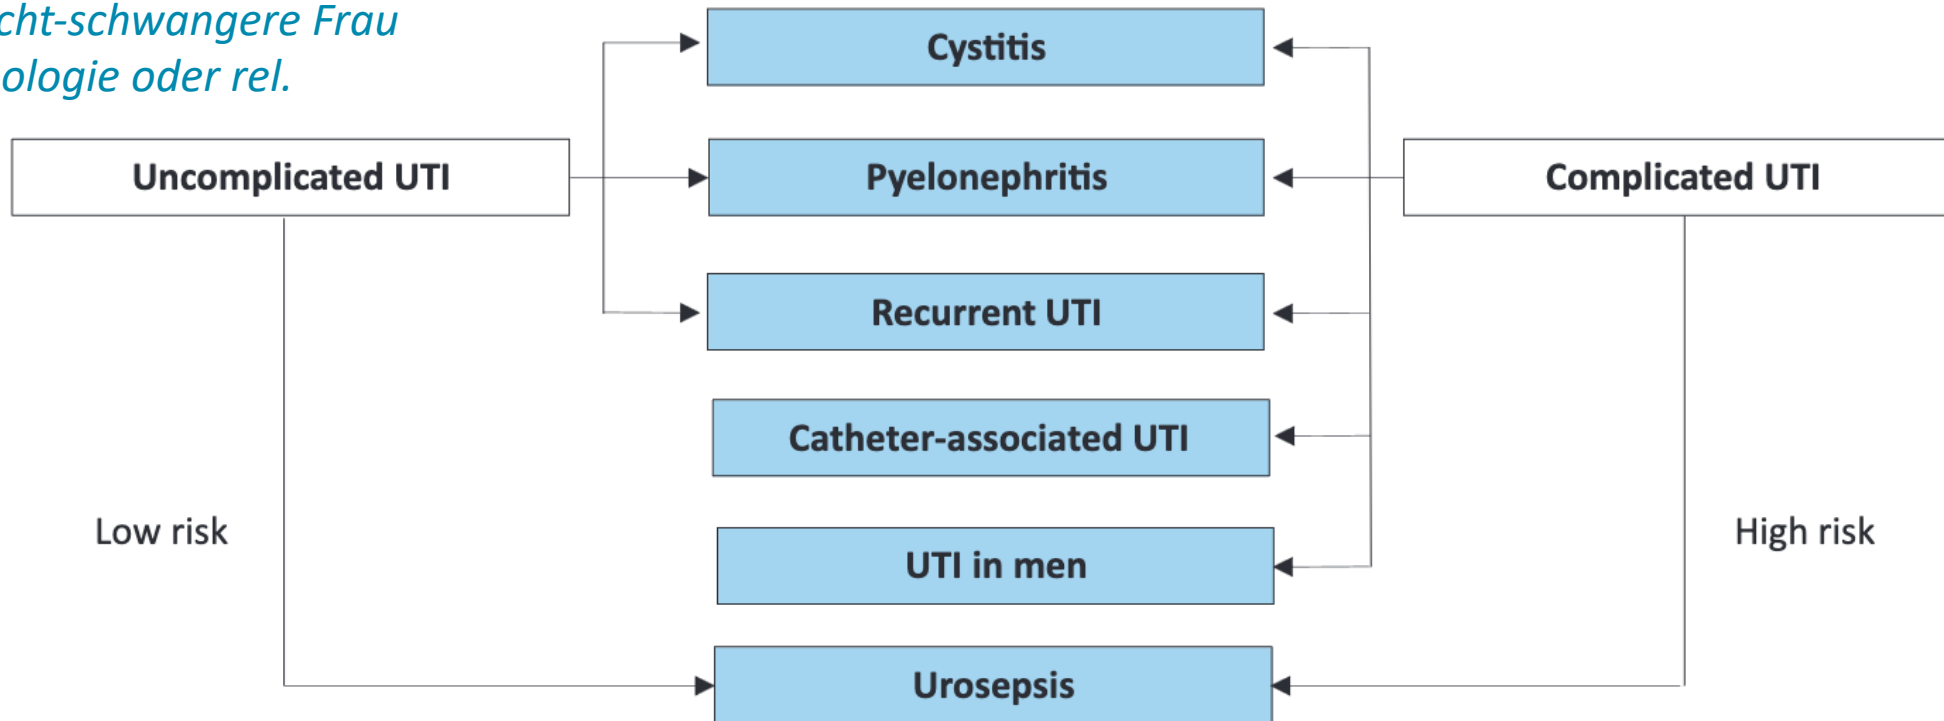 cht-schwangere Frau
ologie oder rel.
Cystitis
Uncomplicated UTI
Pyelonephritis
Complicated UTI
Recurrent UTI
Catheter-associated UTI
Low risk
High risk
UTI in men
Urosepsis